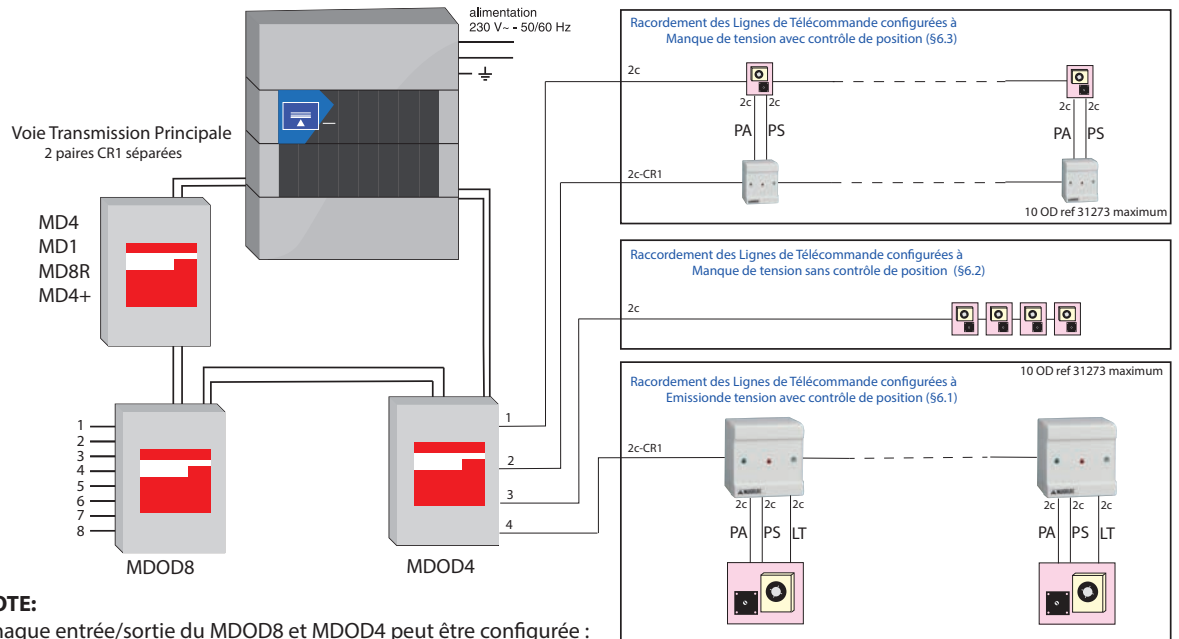 alimentation
230 V~ - 50/60 Hz
Voie Transmission Principale
2 paires CR1 séparées
MD4
MD1
MD8R
MD4+
1
2
3
4
5
6
7
8
MDOD8
1
2
3
4
MDOD4
Racordement des Lignes de Télécommande configurées à
Manque de tension avec contrôle de position (§6.3)
2c
2c
2c
PA
PS
2c
2c
PA
PS
2c-CR1
10 OD ref 31273 maximum
Raccordement des Lignes de Télécommande configurées à
Manque de tension sans contrôle de position (§6.2)
2c
10 OD ref 31273 maximum
Racordement des Lignes de Télécommande configurées à
Emissionde tension avec contrôle de position (§6.1)
2c-CR1
2c
2c
2c
PA
PS
LT
2c
2c
2c
PA
PS
LT
OTE:
haque entrée/sortie du MDOD8 et MDOD4 peut être configurée :